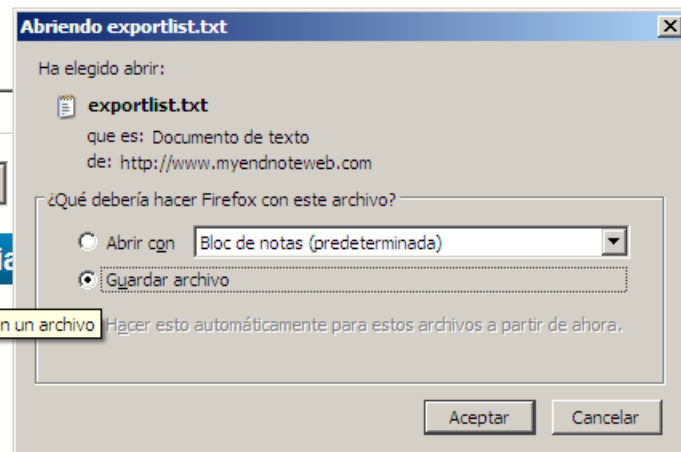 Abriendo exportlist.txt
Ha elegido abrir:
exportlist.txt
que es: Documento de texto
de: http://www.myendnoteweb.com
¿Qué debería hacer Firefox con este archivo?
Abrir con Bloc de notas (predeterminada)
Guardar archivo
n un archivo
Hacer esto automáticamente para estos archivos a partir de ahora.
Aceptar Cancelar